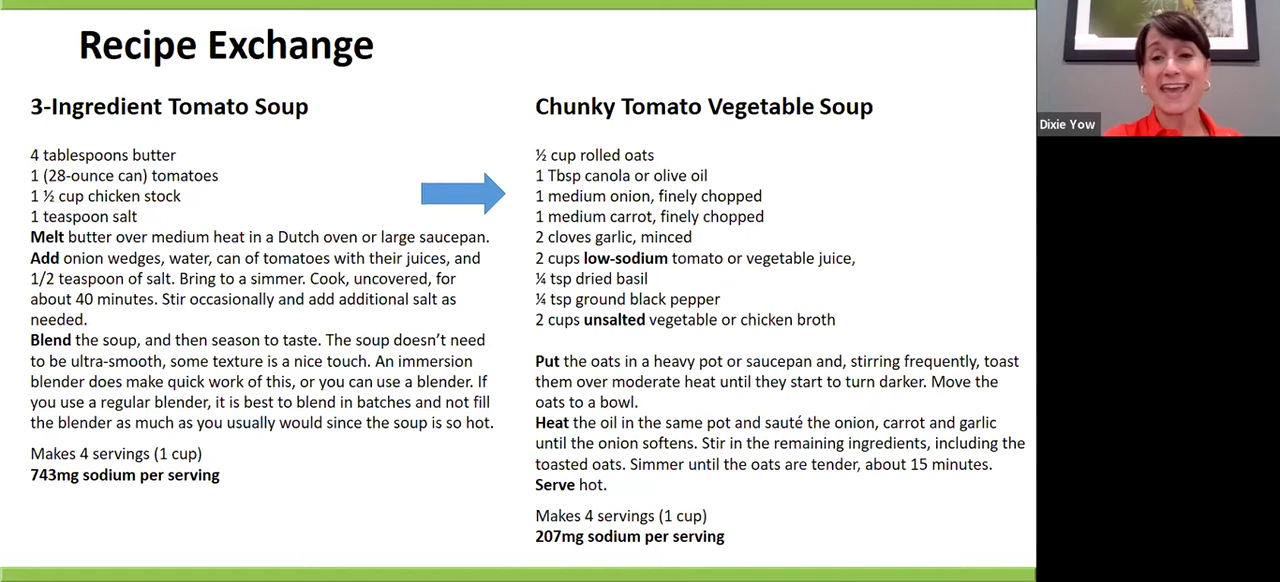 Recipe Exchange
3-Ingredient Tomato Soup
4 tablespoons butter
1 (28-ounce can) tomatoes
1 ½ cup chicken stock
1 teaspoon salt
Melt butter over medium heat in a Dutch oven or large saucepan.
Add onion wedges, water, can of tomatoes with their juices, and
1/2 teaspoon of salt. Bring to a simmer. Cook, uncovered, for
about 40 minutes. Stir occasionally and add additional salt as
needed.
Blend the soup, and then season to taste. The soup doesn’t need
to be ultra-smooth, some texture is a nice touch. An immersion
blender does make quick work of this, or you can use a blender. If
you use a regular blender, it is best to blend in batches and not fill
the blender as much as you usually would since the soup is so hot.
Makes 4 servings (1 cup)
743mg sodium per serving
Chunky Tomato Vegetable Soup
½ cup rolled oats
1 Tbsp canola or olive oil
1 medium onion, finely chopped
1 medium carrot, finely chopped
2 cloves garlic, minced
2 cups low-sodium tomato or vegetable juice,
¼ tsp dried basil
¼ tsp ground black pepper
2 cups unsalted vegetable or chicken broth
Put the oats in a heavy pot or saucepan and, stirring frequently, toast
them over moderate heat until they start to turn darker. Move the
oats to a bowl.
Heat the oil in the same pot and sauté the onion, carrot and garlic
until the onion softens. Stir in the remaining ingredients, including the
toasted oats. Simmer until the oats are tender, about 15 minutes.
Serve hot.
Makes 4 servings (1 cup)
207mg sodium per serving
Dixie Yow